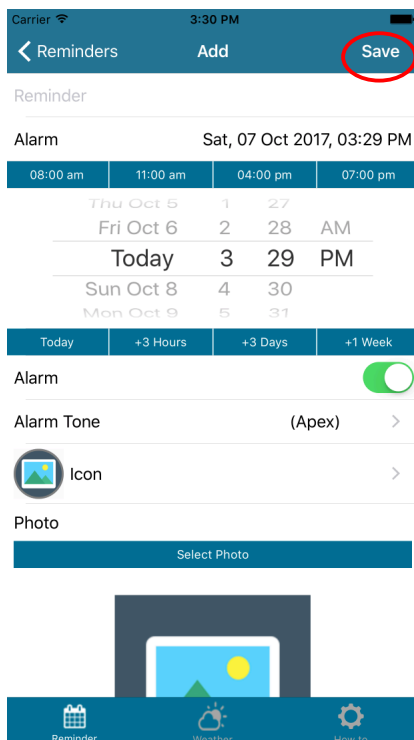 Carrier 3:30 PM
Reminders Add Save
Reminder
Alarm Sat, 07 Oct 2017, 03:29 PM
08:00 am 11:00 am 04:00 pm 07:00 pm
Thu Oct 5 1 27
Fri Oct 6 2 28 AM
Today 3 29 PM
Sun Oct 8 4 30
Mon Oct 9 5 31
Today +3 Hours +3 Days +1 Week
Alarm
Alarm Tone (Apex)
Icon
Photo
Select Photo
Reminder Weather How to